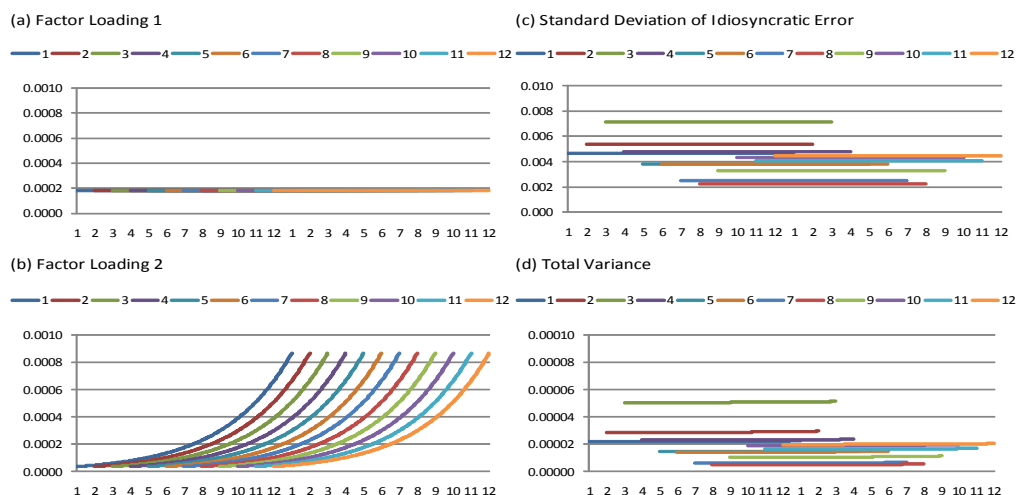 (a) Factor Loading 1
1 2 3 4 5 6 7 8 9 10 11 12
0.0010
0.0008
0.0006
0.0004
0.0002
0.0000
1 2 3 4 5 6 7 8 9 10 11 12 1 2 3 4 5 6 7 8 9 10 11 12
(b) Factor Loading 2
1 2 3 4 5 6 7 8 9 10 11 12
0.0010
0.0008
0.0006
0.0004
0.0002
0.0000
1 2 3 4 5 6 7 8 9 10 11 12 1 2 3 4 5 6 7 8 9 10 11 12
(c) Standard Deviation of Idiosyncratic Error
1 2 3 4 5 6 7 8 9 10 11 12
0.010
0.008
0.006
0.004
0.002
0.000
1 2 3 4 5 6 7 8 9 10 11 12 1 2 3 4 5 6 7 8 9 10 11 12
(d) Total Variance
1 2 3 4 5 6 7 8 9 10 11 12
0.00010
0.00008
0.00006
0.00004
0.00002
0.00000
1 2 3 4 5 6 7 8 9 10 11 12 1 2 3 4 5 6 7 8 9 10 11 12